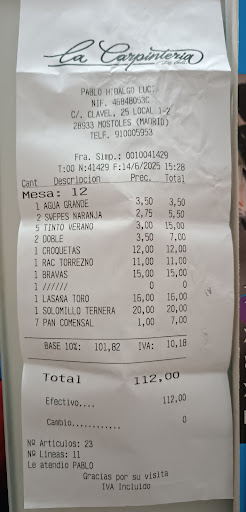 La Carpintería
PABLO HIDALGO LUC
NIF. 46848053C
C/, CLAVEL, 25 LOCAL 1-2
28933 MOSTOLES (MADRID)
TELF. 910005953
Fra. Simp.: 0010041429
T:00 N:41429 F:14/6/2025 15:28
Cant Descripcion Prec. Total
Mesa: 12
1 AGUA GRANDE 3,50 3,50
2 SWEPES NARANJA 2,75 5,50
5 TINTO VERANO 3,00 15,00
2 DOBLE 3,50 7,00
1 CROQUETAS 12,00 12,00
1 RAC TORREZNO 11,00 11,00
1 BRAVAS 15,00 15,00
1 ////// 0 0
1 LASAÑA TORO 16,00 16,00
1 SOLOMILLO TERNERA 20,00 20,00
7 PAN COMENSAL 1,00 7,00
BASE 10%: 101,82 IVA: 10,18
Total 112,00
Efectivo.... 112,00
Cambio............ 0
Nº Articulos: 23
Nº Lineas: 11
Le atendio PABLO
Gracias por su visita
IVA Incluido